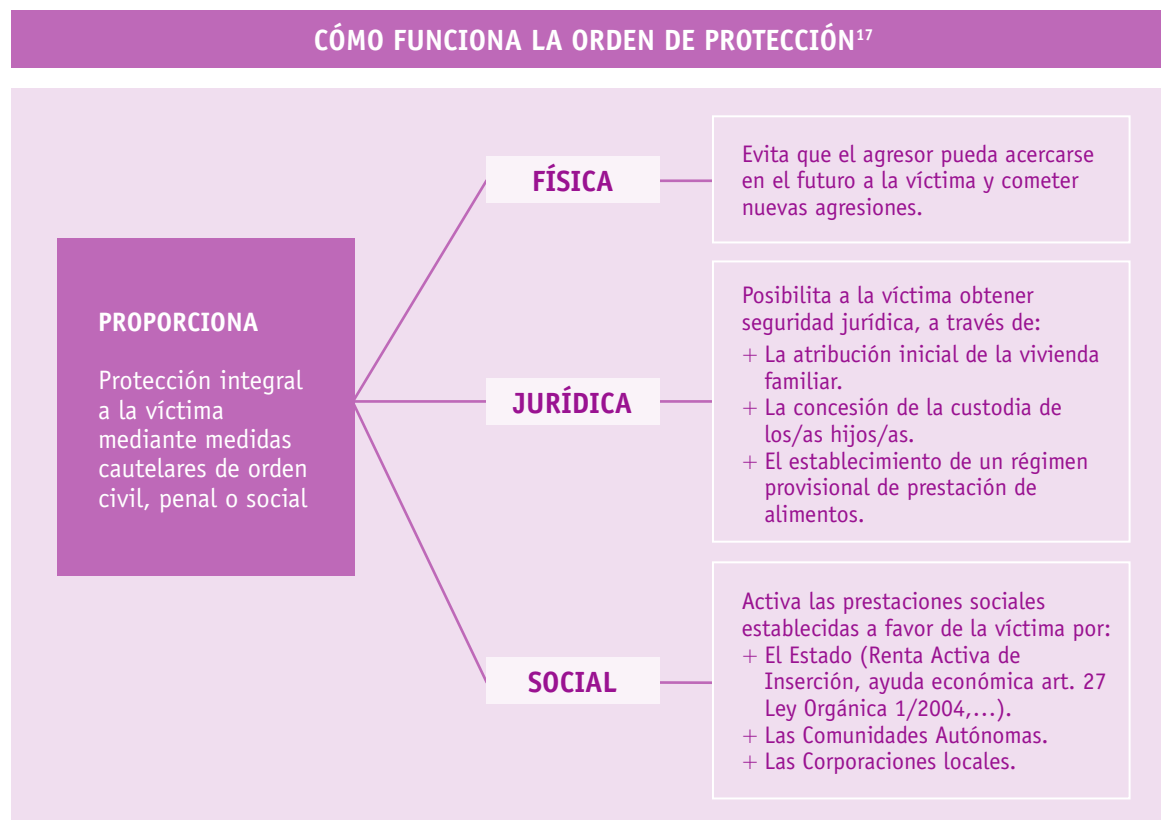 CÓMO FUNCIONA LA ORDEN DE PROTECCIÓN¹⁷
PROPORCIONA
Protección integral
a la víctima
mediante medidas
cautelares de orden
civil, penal o social
FÍSICA
Evita que el agresor pueda acercarse
en el futuro a la víctima y cometer
nuevas agresiones.
JURÍDICA
Posibilita a la víctima obtener
seguridad jurídica, a través de:
+ La atribución inicial de la vivienda
familiar.
+ La concesión de la custodia de
los/as hijos/as.
+ El establecimiento de un régimen
provisional de prestación de
alimentos.
SOCIAL
Activa las prestaciones sociales
establecidas a favor de la víctima por:
+ El Estado (Renta Activa de
Inserción, ayuda económica art. 27
Ley Orgánica 1/2004,...).
+ Las Comunidades Autónomas.
+ Las Corporaciones locales.